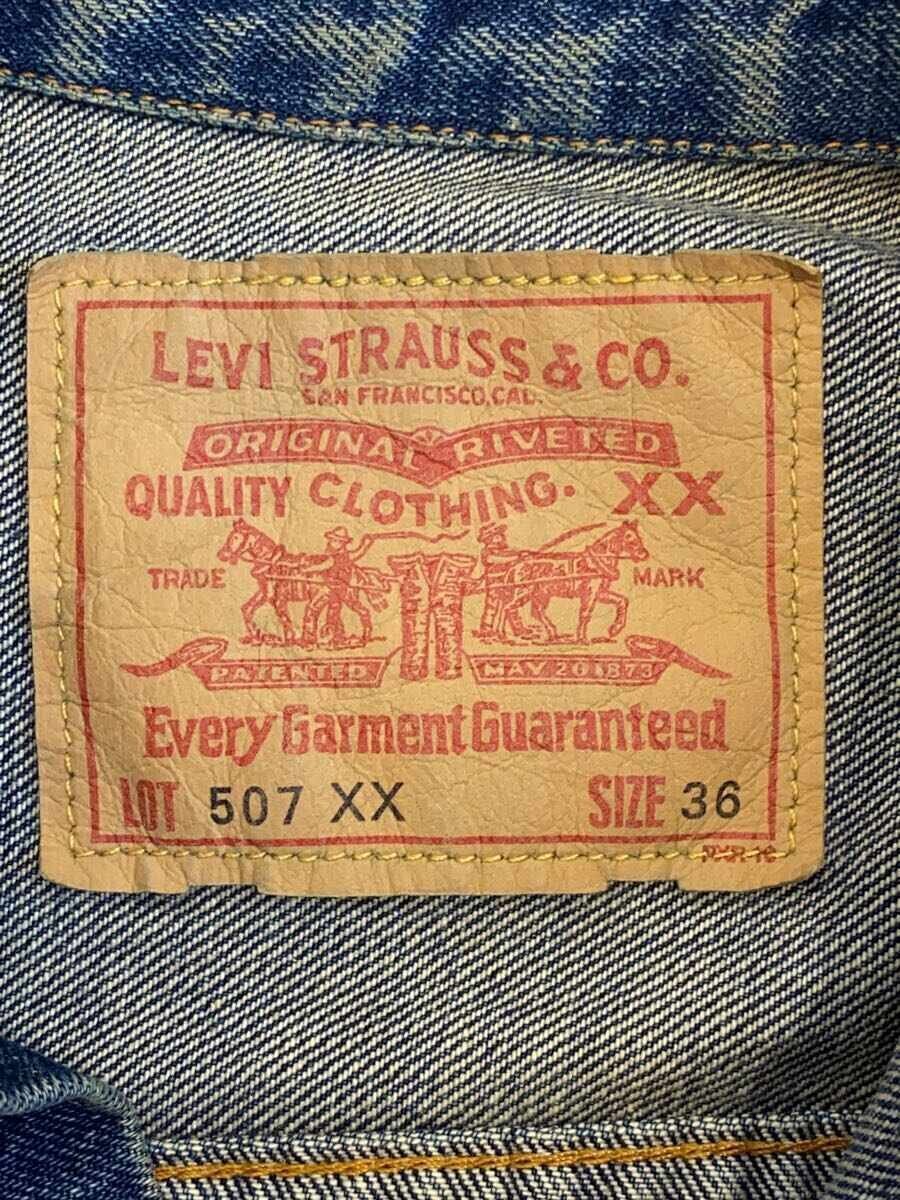 LEVI STRAUSS & CO.
SAN FRANCISCO, CAL.
ORIGINAL RIVETED
QUALITY CLOTHING. XX
TRADE MARK
PATENTED MAY 20 1873
Every Garment Guaranteed
LOT 507 XX SIZE 36